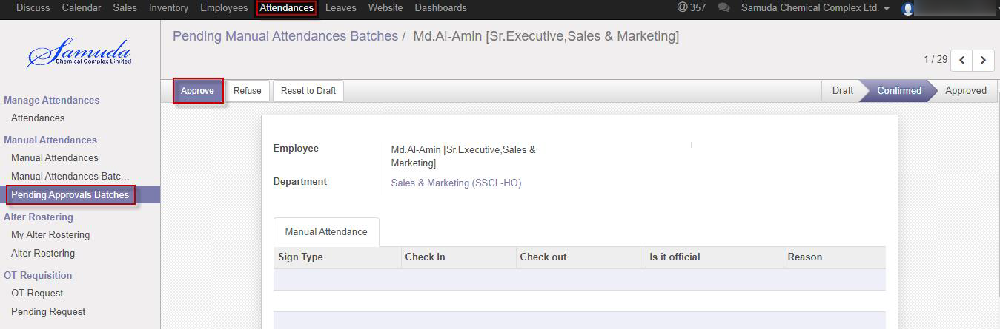 Discuss Calendar Sales Inventory Employees Attendances Leaves Website Dashboards @ 357 Samuda Chemical Complex Ltd.
Samuda
Chemical Complex Limited
Pending Manual Attendances Batches / Md.Al-Amin [Sr.Executive,Sales & Marketing]
1 / 29
Approve Refuse Reset to Draft Draft Confirmed Approved
Manage Attendances
Attendances
Manual Attendances
Manual Attendances
Manual Attendances Batc...
Pending Approvals Batches
Alter Rostering
My Alter Rostering
Alter Rostering
OT Requisition
OT Request
Pending Request
Employee Md.Al-Amin [Sr.Executive,Sales &
Marketing]
Department Sales & Marketing (SSCL-HO)
Manual Attendance
Sign Type Check In Check out Is it official Reason